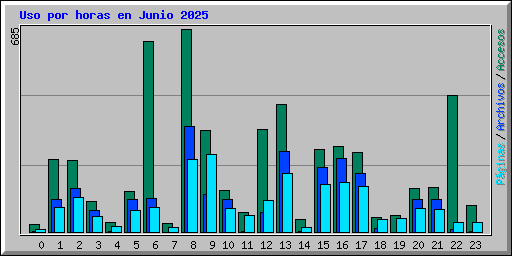 Uso por horas en Junio 2025
685
Páginas / Archivos / Accesos
0 1 2 3 4 5 6 7 8 9 10 11 12 13 14 15 16 17 18 19 20 21 22 23